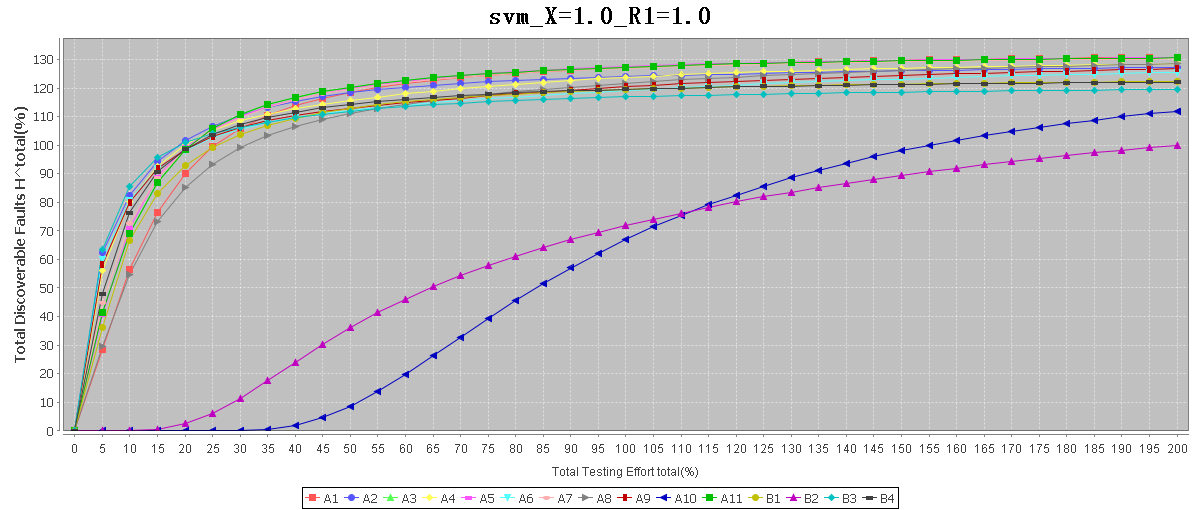 svm_X=1.0_R1=1.0
Total Discoverable Faults H^total(%)
130
120
110
100
90
80
70
60
50
40
30
20
10
0
0 5 10 15 20 25 30 35 40 45 50 55 60 65 70 75 80 85 90 95 100 105 110 115 120 125 130 135 140 145 150 155 160 165 170 175 180 185 190 195 200
Total Testing Effort total(%)
A1 A2 A3 A4 A5 A6 A7 A8 A9 A10 A11 B1 B2 B3 B4